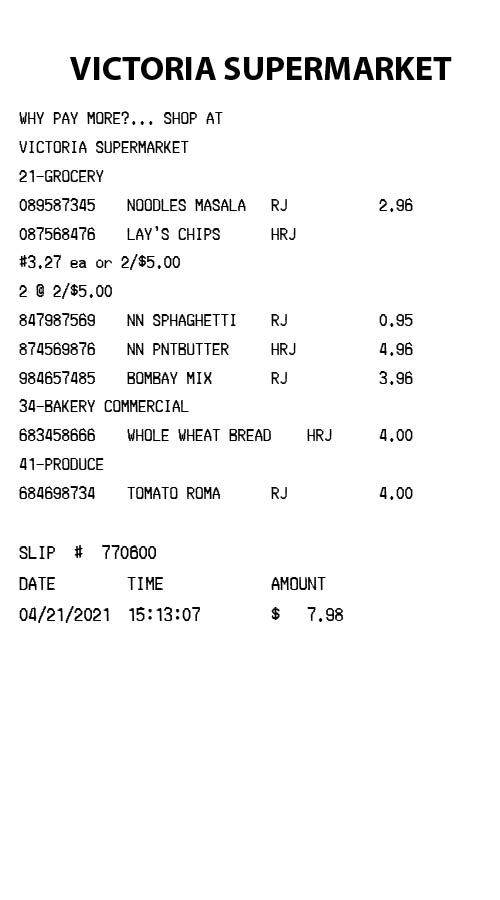 VICTORIA SUPERMARKET
WHY PAY MORE?... SHOP AT
VICTORIA SUPERMARKET
21-GROCERY
089587345 NOODLES MASALA RJ 2.96
087568476 LAY'S CHIPS HRJ
#3.27 ea or 2/$5.00
2 @ 2/$5.00
847987569 NN SPHAGHETTI RJ 0.95
874569876 NN PNTBUTTER HRJ 4.96
984657485 BOMBAY MIX RJ 3.96
34-BAKERY COMMERCIAL
683458666 WHOLE WHEAT BREAD HRJ 4.00
41-PRODUCE
684698734 TOMATO ROMA RJ 4.00
SLIP # 770600
DATE TIME AMOUNT
04/21/2021 15:13:07 $ 7.98